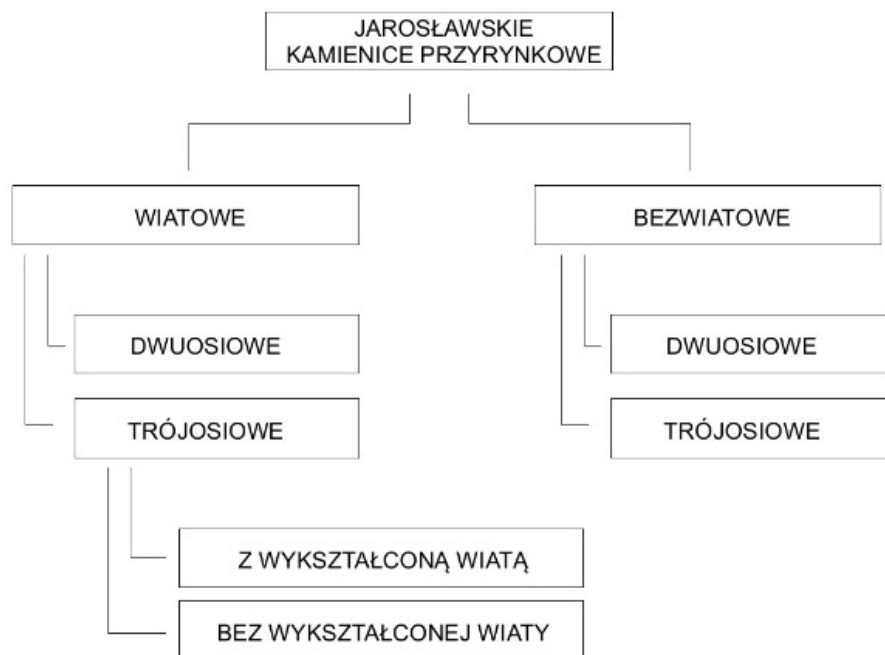 JAROSŁAWSKIE
KAMIENICE PRZYRYNKOWE
WIATOWE
BEZWIATOWE
DWUOSIOWE
DWUOSIOWE
TRÓJOSIOWE
TRÓJOSIOWE
Z WYKSZTAŁCONĄ WIATĄ
BEZ WYKSZTAŁCONEJ WIATY